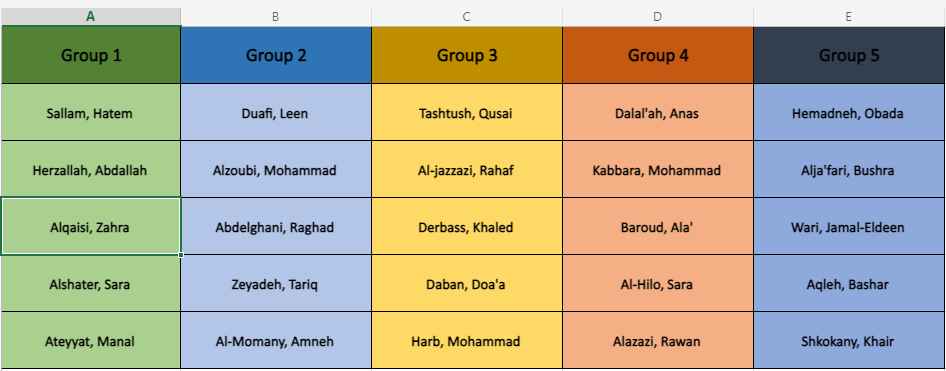 A B C D E
Group 1 Group 2 Group 3 Group 4 Group 5
Sallam, Hatem Duafi, Leen Tashtush, Qusai Dalal'ah, Anas Hemadneh, Obada
Herzallah, Abdallah Alzoubi, Mohammad Al-jazzazi, Rahaf Kabbara, Mohammad Alja'fari, Bushra
Alqaisi, Zahra Abdelghani, Raghad Derbass, Khaled Baroud, Ala' Wari, Jamal-Eldeen
Alshater, Sara Zeyadeh, Tariq Daban, Doa'a Al-Hilo, Sara Aqleh, Bashar
Ateyyat, Manal Al-Momany, Amneh Harb, Mohammad Alazazi, Rawan Shkokany, Khair